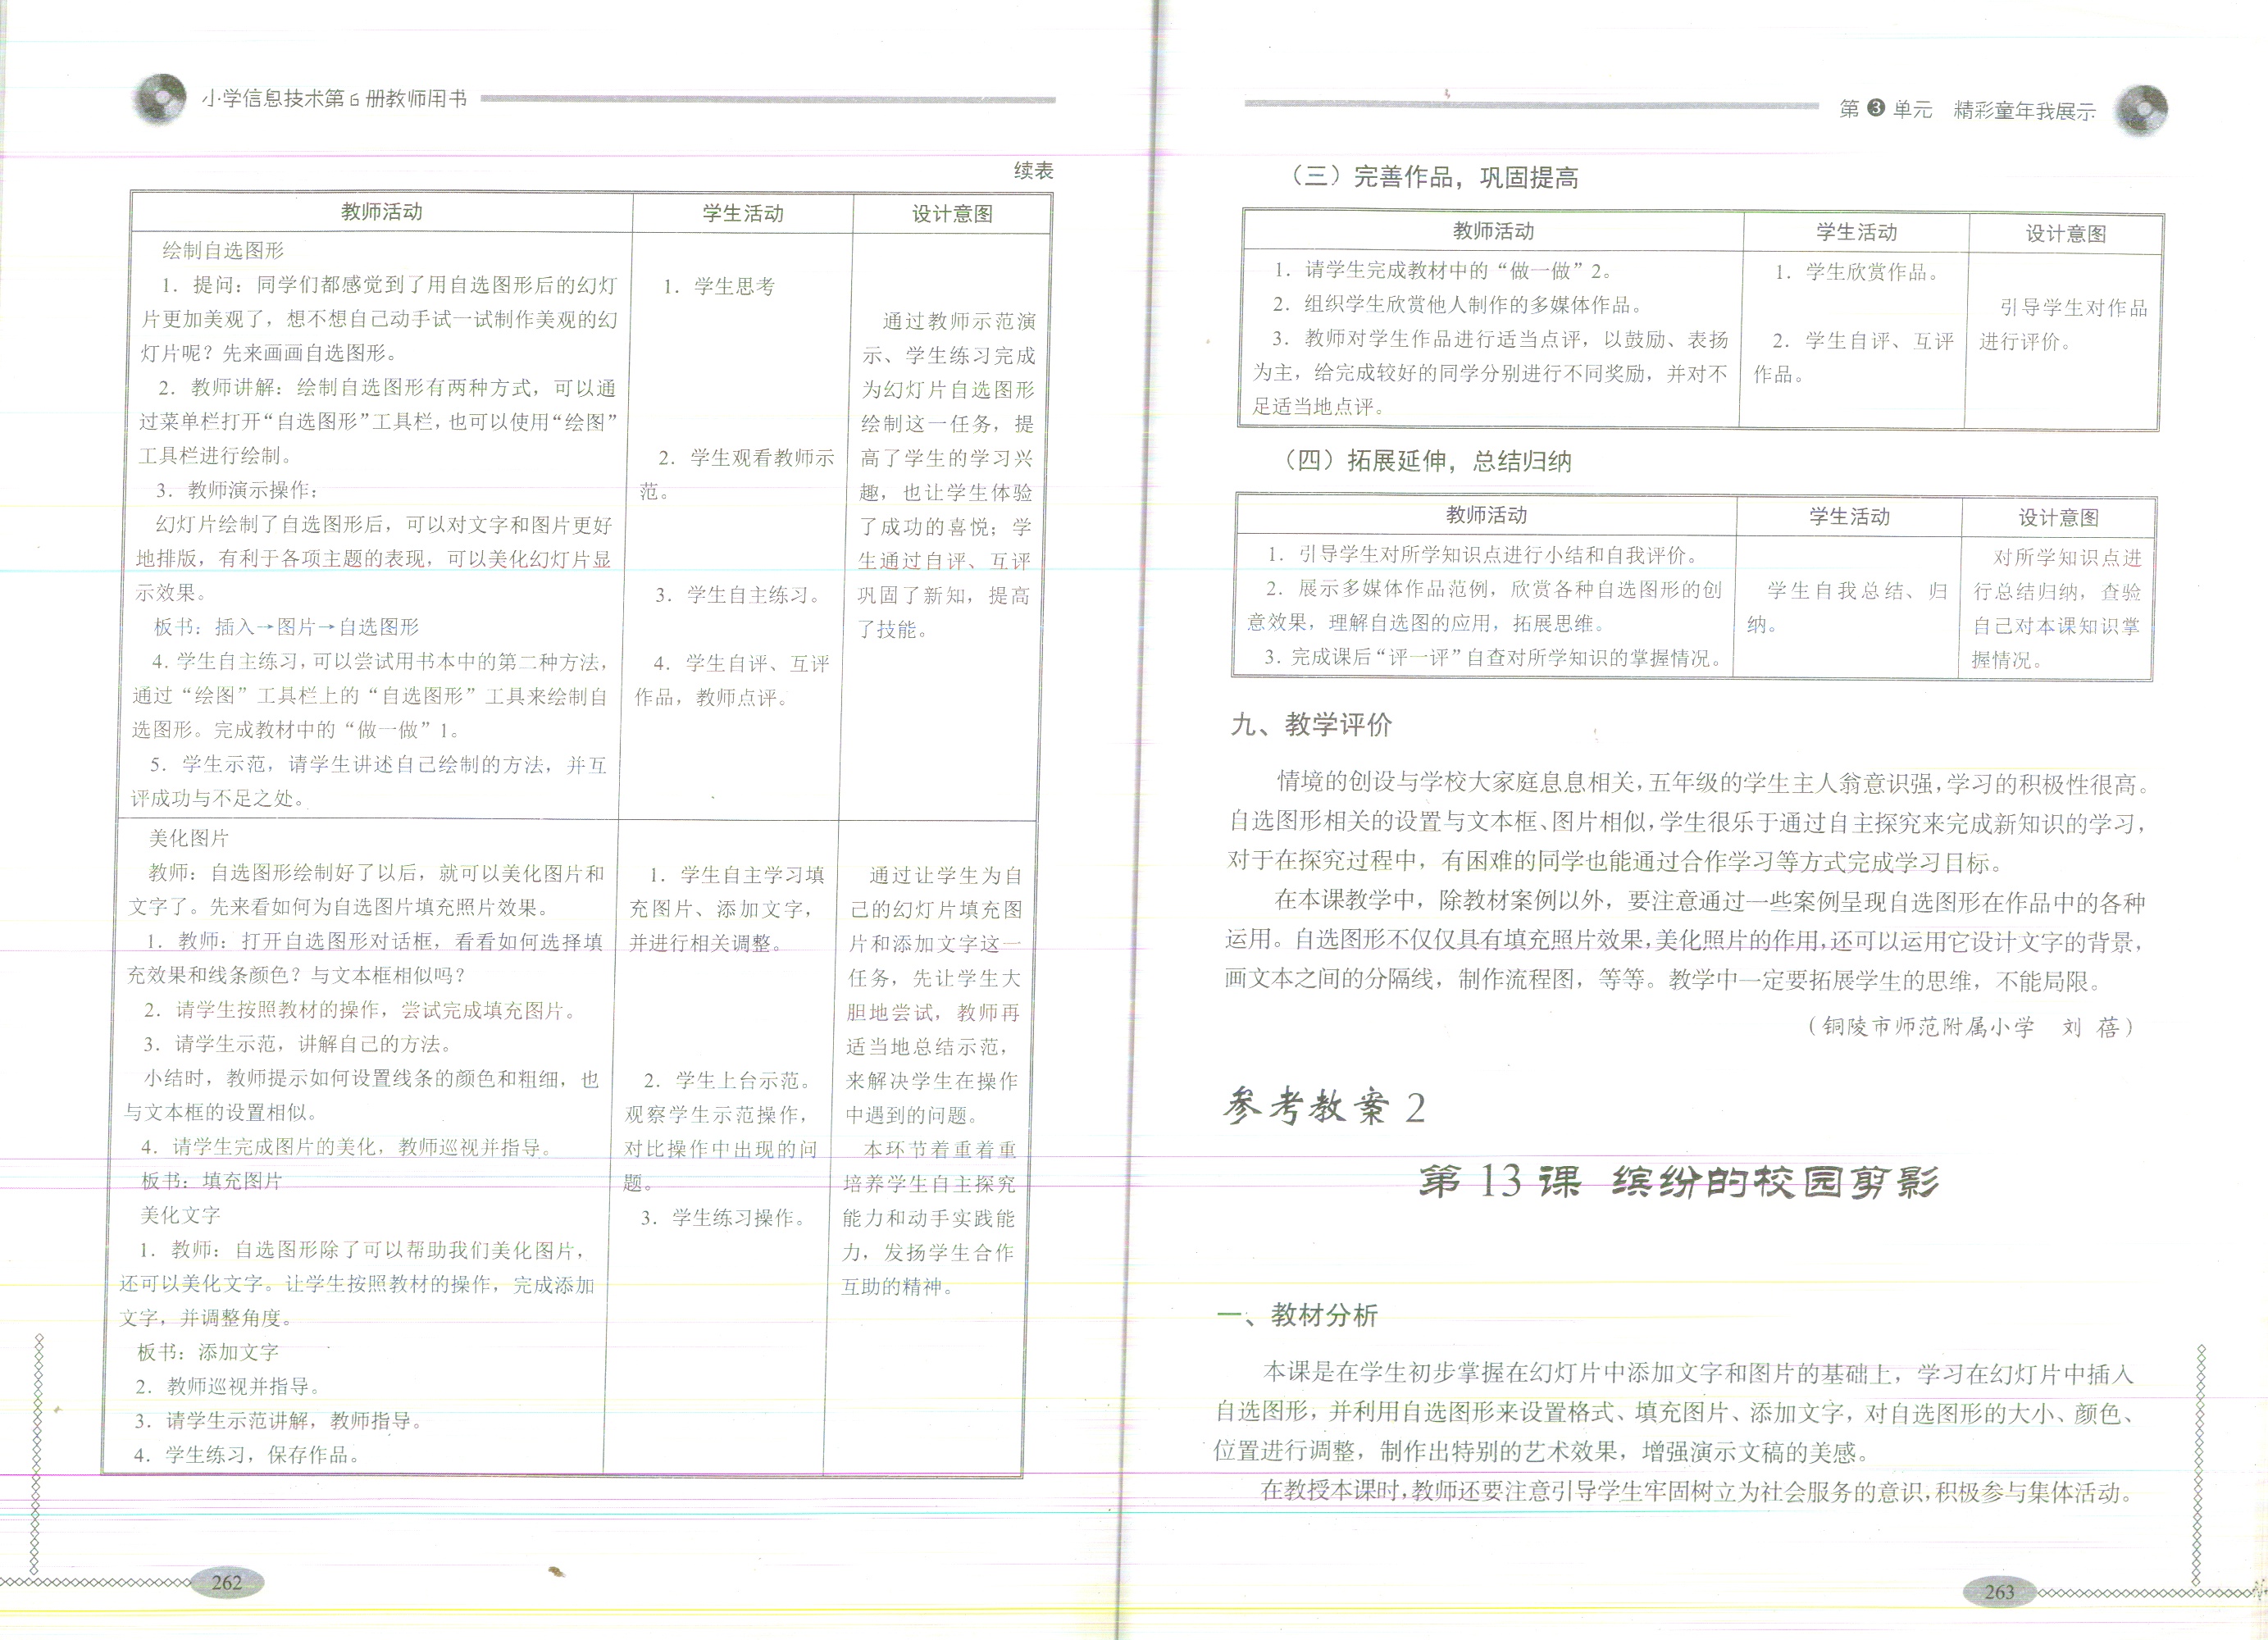 小学信息技术第6册教师用书
续表
教师活动
学生活动
设计意图
绘制自选图形
1. 提问：同学们都感觉到了用自选图形后的幻灯
片更加美观了，想不想自己动手试一试制作美观的幻
灯片呢？先来画画自选图形。
2. 教师讲解：绘制自选图形有两种方式，可以通
过菜单栏打开“自选图形”工具栏，也可以使用“绘图”
工具栏进行绘制。
3. 教师演示操作：
幻灯片绘制了自选图形后，可以对文字和图片更好
地排版，有利于各项主题的表现，可以美化幻灯片显
示效果。
板书：插入→图片→自选图形
4. 学生自主练习，可以尝试用书本中的第二种方法，
通过“绘图”工具栏上的“自选图形”工具来绘制自
选图形。完成教材中的“做一做”1。
5. 学生示范，请学生讲述自己绘制的方法，并互
评成功与不足之处。
1. 学生思考
2. 学生观看教师示
范。
3. 学生自主练习。
4. 学生自评、互评
作品，教师点评。
通过教师示范演
示、学生练习完成
为幻灯片自选图形
绘制这一任务，提
高了学生的学习兴
趣，也让学生体验
了成功的喜悦；学
生通过自评、互评
巩固了新知，提高
了技能。
美化图片
教师：自选图形绘制好了以后，就可以美化图片和
文字了。先来看如何为自选图片填充照片效果。
1. 教师：打开自选图形对话框，看看如何选择填
充效果和线条颜色？与文本框相似吗？
2. 请学生按照教材的操作，尝试完成填充图片。
3. 请学生示范，讲解自己的方法。
小结时，教师提示如何设置线条的颜色和粗细，也
与文本框的设置相似。
4. 请学生完成图片的美化，教师巡视并指导。
板书：填充图片
美化文字
1. 教师：自选图形除了可以帮助我们美化图片，
还可以美化文字。让学生按照教材的操作，完成添加
文字，并调整角度。
板书：添加文字
2. 教师巡视并指导。
3. 请学生示范讲解，教师指导。
4. 学生练习，保存作品。
1. 学生自主学习填
充图片、添加文字，
并进行相关调整。
2. 学生上台示范。
观察学生示范操作，
对比操作中出现的问
题。
3. 学生练习操作。
通过让学生为自
己的幻灯片填充图
片和添加文字这一
任务，先让学生大
胆地尝试，教师再
适当地总结示范，
来解决学生在操作
中遇到的问题。
本环节着重着重
培养学生自主探究
能力和动手实践能
力，发扬学生合作
互助的精神。
262
第3单元 精彩童年我展示
（三）完善作品，巩固提高
教师活动
学生活动
设计意图
1. 请学生完成教材中的“做一做”2。
2. 组织学生欣赏他人制作的多媒体作品。
3. 教师对学生作品进行适当点评，以鼓励、表扬
为主，给完成较好的同学分别进行不同奖励，并对不
足适当地点评。
1. 学生欣赏作品。
2. 学生自评、互评
作品。
引导学生对作品
进行评价。
（四）拓展延伸，总结归纳
教师活动
学生活动
设计意图
1. 引导学生对所学知识点进行小结和自我评价。
2. 展示多媒体作品范例，欣赏各种自选图形的创
意效果，理解自选图的应用，拓展思维。
3. 完成课后“评一评”自查对所学知识的掌握情况。
学生自我总结、归
纳。
对所学知识点进
行总结归纳，查验
自己对本课知识掌
握情况。
九、教学评价
情境的创设与学校大家庭息息相关，五年级的学生主人翁意识强，学习的积极性很高。
自选图形相关的设置与文本框、图片相似，学生很乐于通过自主探究来完成新知识的学习，
对于在探究过程中，有困难的同学也能通过合作学习等方式完成学习目标。
在本课教学中，除教材案例以外，要注意通过一些案例呈现自选图形在作品中的各种
运用。自选图形不仅仅具有填充照片效果，美化照片的作用，还可以运用它设计文字的背景，
画文本之间的分隔线，制作流程图，等等。教学中一定要拓展学生的思维，不能局限。
（铜陵市师范附属小学 刘 蓓）
参考教案 2
第 13 课 缤纷的校园剪影
一、教材分析
本课是在学生初步掌握在幻灯片中添加文字和图片的基础上，学习在幻灯片中插入
自选图形，并利用自选图形来设置格式、填充图片、添加文字，对自选图形的大小、颜色、
位置进行调整，制作出特别的艺术效果，增强演示文稿的美感。
在教授本课时，教师还要注意引导学生牢固树立为社会服务的意识，积极参与集体活动。
263